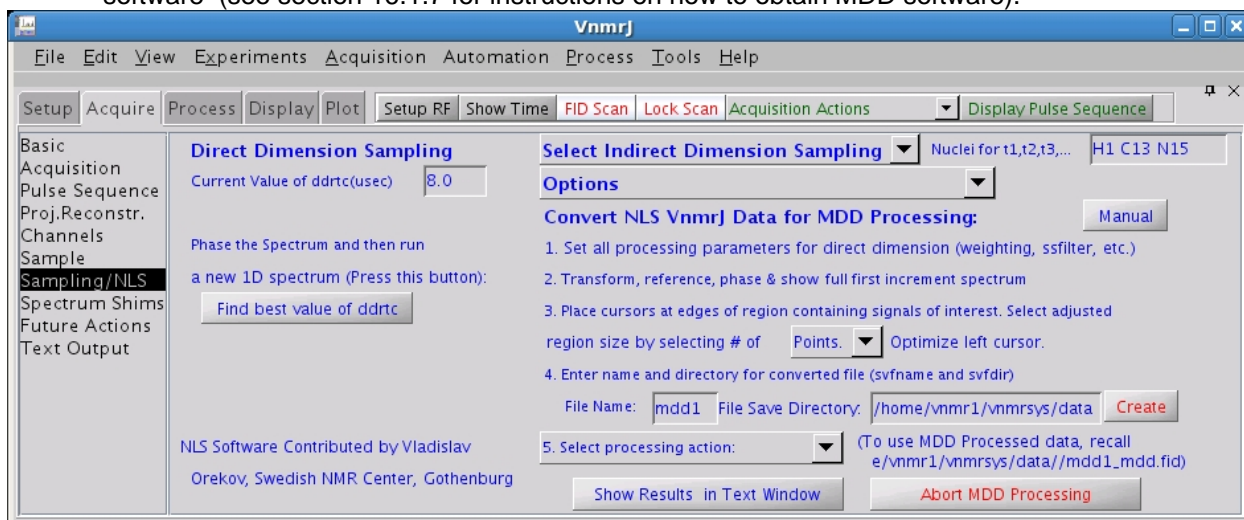 software (see section 16.1.7 for instructions on how to obtain MDD software).
VnmrJ
File Edit View Experiments Acquisition Automation Process Tools Help
Setup Acquire Process Display Plot Setup RF Show Time FID Scan Lock Scan Acquisition Actions Display Pulse Sequence
Basic
Acquisition
Pulse Sequence
Proj.Reconstr.
Channels
Sample
Sampling/NLS
Spectrum Shims
Future Actions
Text Output
Direct Dimension Sampling
Current Value of ddrtc(usec) 8.0
Phase the Spectrum and then run
a new 1D spectrum (Press this button):
Find best value of ddrtc
NLS Software Contributed by Vladislav
Orekov, Swedish NMR Center, Gothenburg
Select Indirect Dimension Sampling Nuclei for t1,t2,t3,... H1 C13 N15
Options
Convert NLS VnmrJ Data for MDD Processing: Manual
1. Set all processing parameters for direct dimension (weighting, ssfilter, etc.)
2. Transform, reference, phase & show full first increment spectrum
3. Place cursors at edges of region containing signals of interest. Select adjusted
region size by selecting # of Points. Optimize left cursor.
4. Enter name and directory for converted file (svfname and svfdir)
File Name: mdd1 File Save Directory: /home/vnmr1/vnmrsys/data Create
5. Select processing action: (To use MDD Processed data, recall
e/vnmr1/vnmrsys/data//mdd1_mdd.fid)
Show Results in Text Window Abort MDD Processing